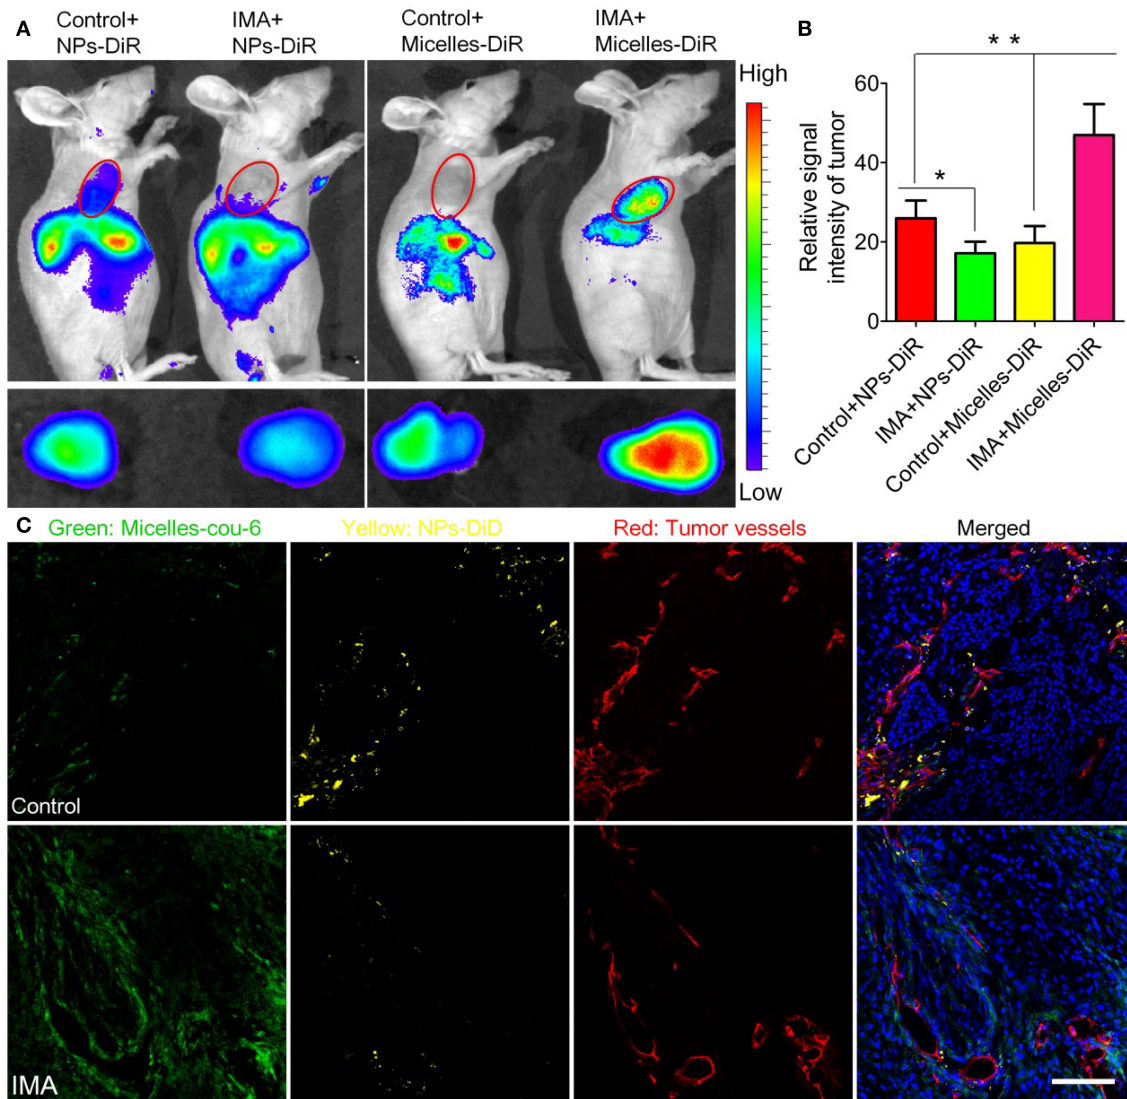 A
Control+
NPs-DiR
IMA+
NPs-DiR
Control+
Micelles-DiR
IMA+
Micelles-DiR
High
Low
B
* *
*
60
40
20
0
Relative signal
intensity of tumor
Control+NPs-DiR
IMA+NPs-DiR
Control+Micelles-DiR
IMA+Micelles-DiR
C
Green: Micelles-cou-6
Yellow: NPs-DiD
Red: Tumor vessels
Merged
Control
IMA